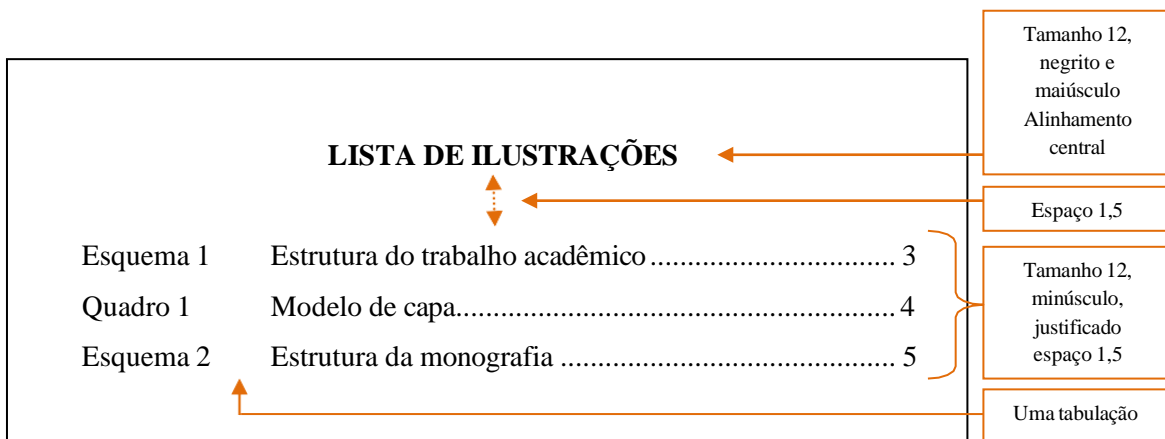 Tamanho 12,
negrito e
maiúsculo
Alinhamento
central
LISTA DE ILUSTRAÇÕES
Espaço 1,5
Esquema 1 Estrutura do trabalho acadêmico.................................. 3
Quadro 1 Modelo de capa............................................................. 4
Esquema 2 Estrutura da monografia .............................................. 5
Tamanho 12,
minúsculo,
justificado
espaço 1,5
Uma tabulação